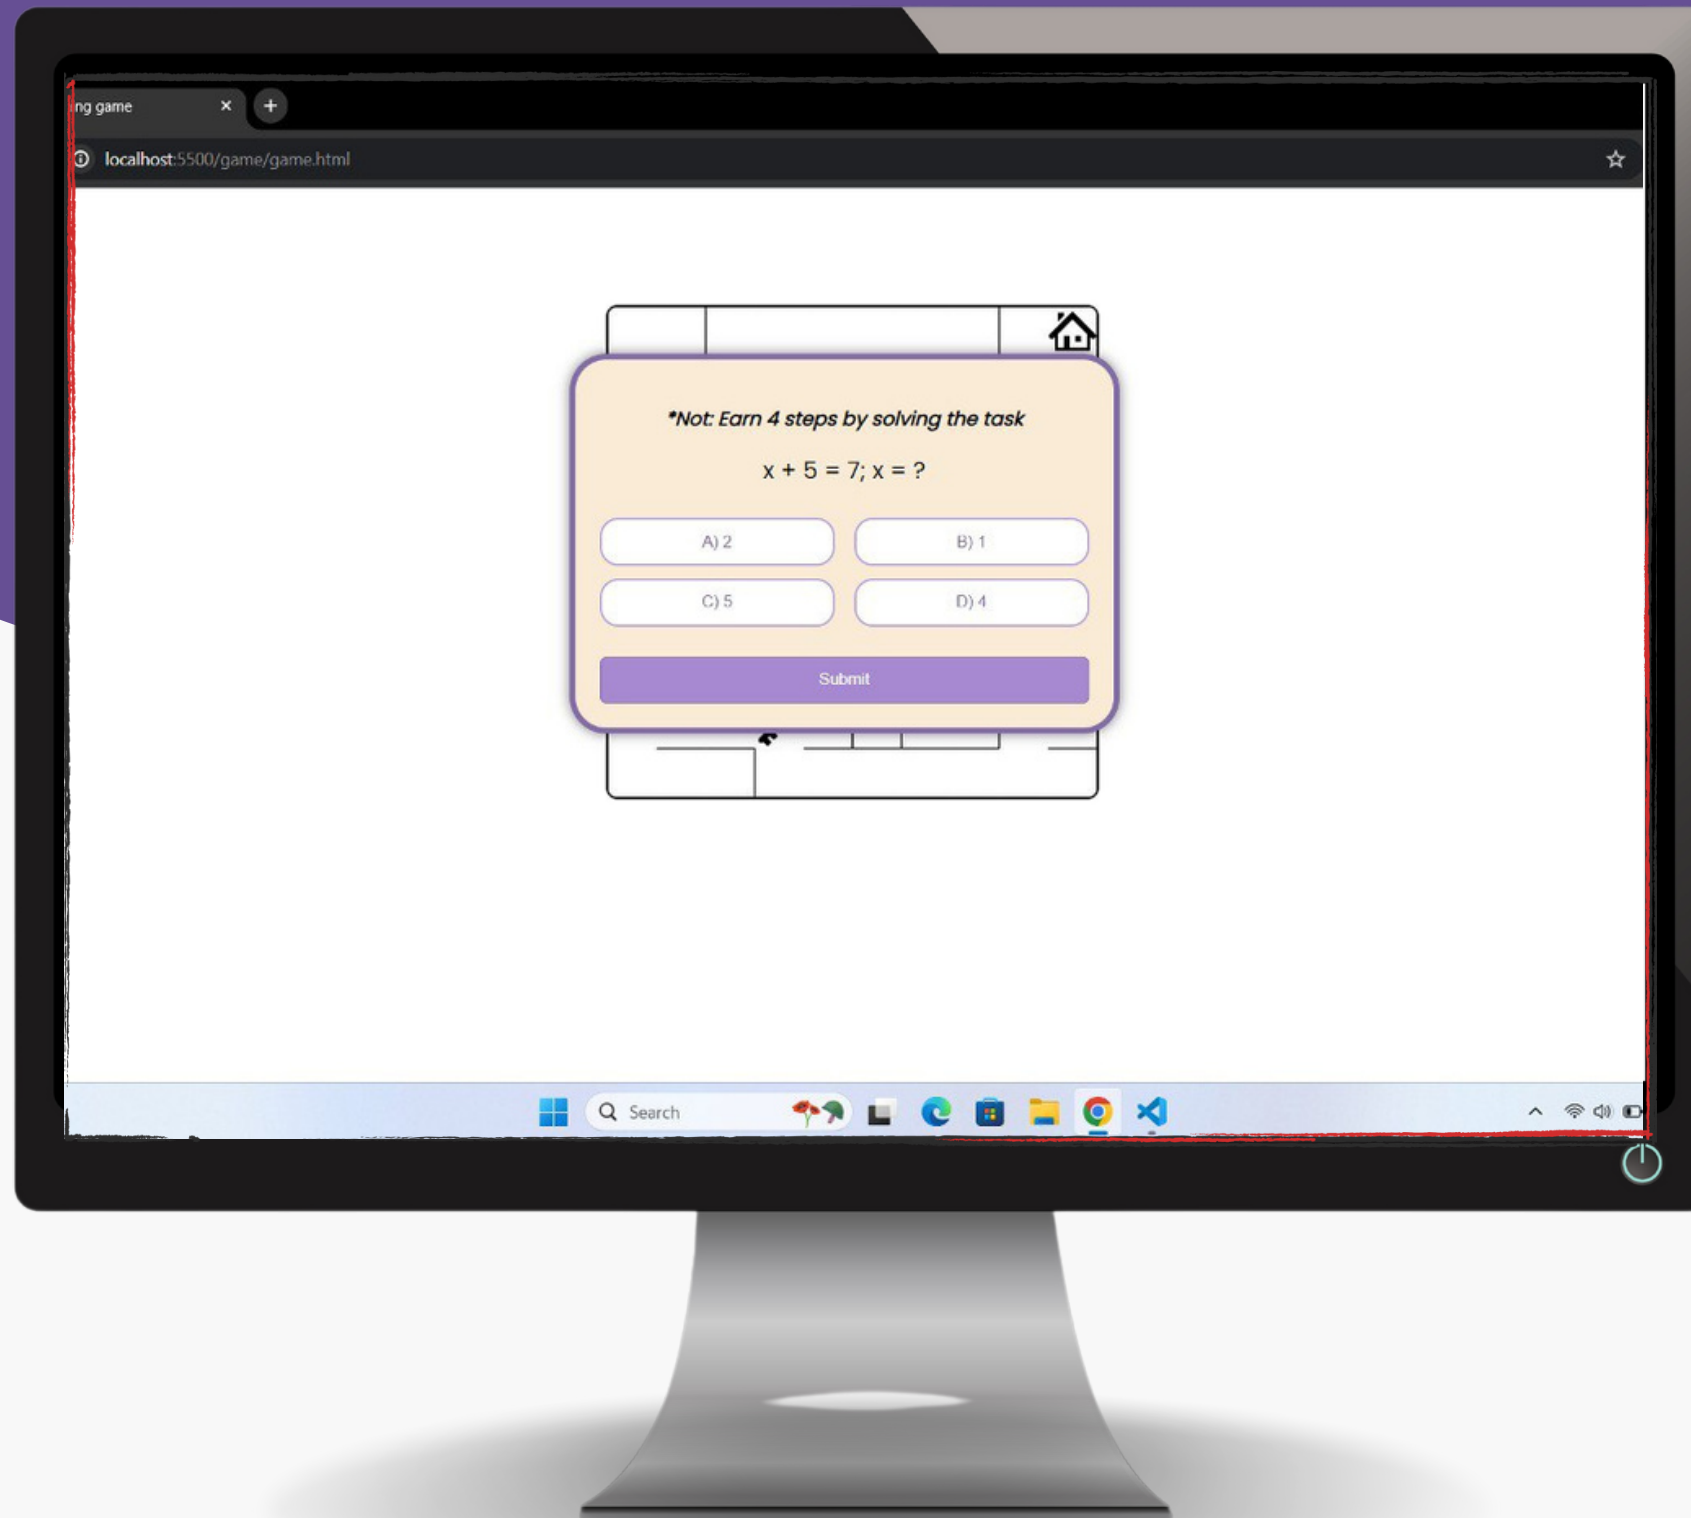 ng game
localhost:5500/game/game.html
*Not: Earn 4 steps by solving the task
x + 5 = 7; x = ?
A) 2
B) 1
C) 5
D) 4
Submit
Search